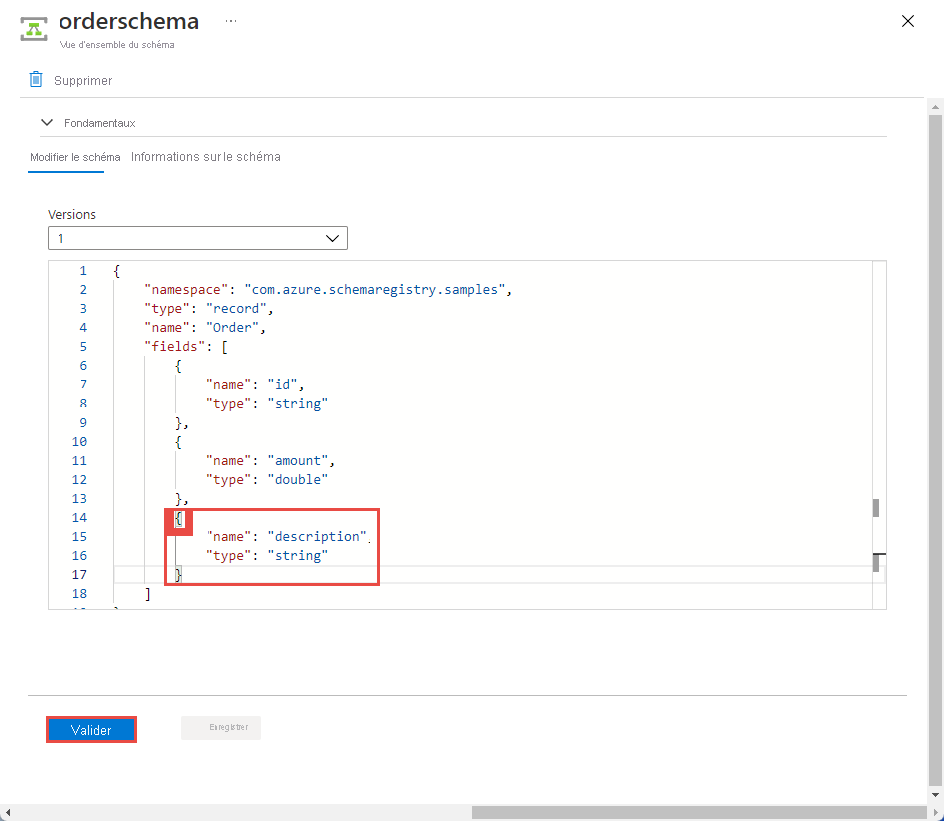 orderschema ...
Vue d'ensemble du schéma
Supprimer
Fondamentaux
Modifier le schéma Informations sur le schéma
Versions
1
1 {
2 "namespace": "com.azure.schemaregistry.samples",
3 "type": "record",
4 "name": "Order",
5 "fields": [
6 {
7 "name": "id",
8 "type": "string"
9 },
10 {
11 "name": "amount",
12 "type": "double"
13 },
14 {
15 "name": "description",
16 "type": "string"
17 }
18 ]
Valider Enregistrer